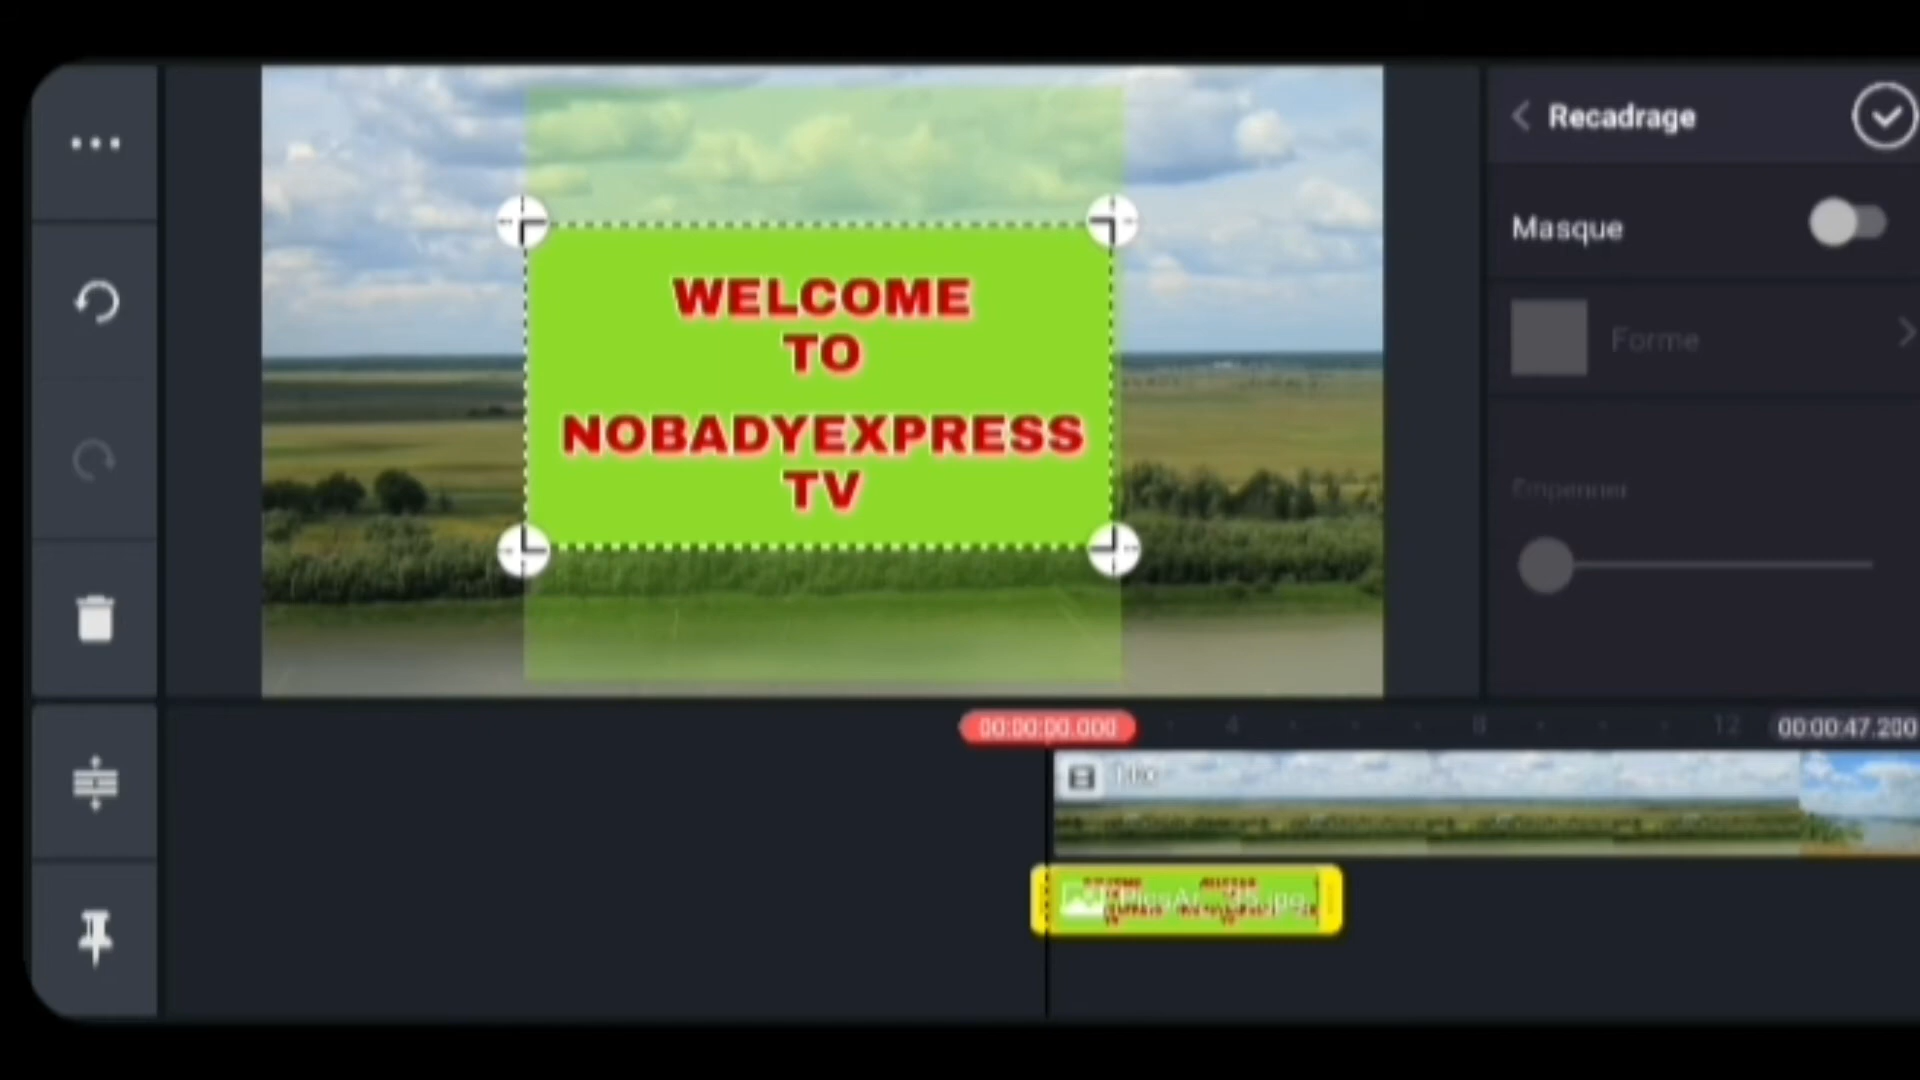 Recadrage
Masque
WELCOME
TO
NOBADYEXPRESS
TV
Forme
00:00:00.000
4
8
12
00:00:47.200